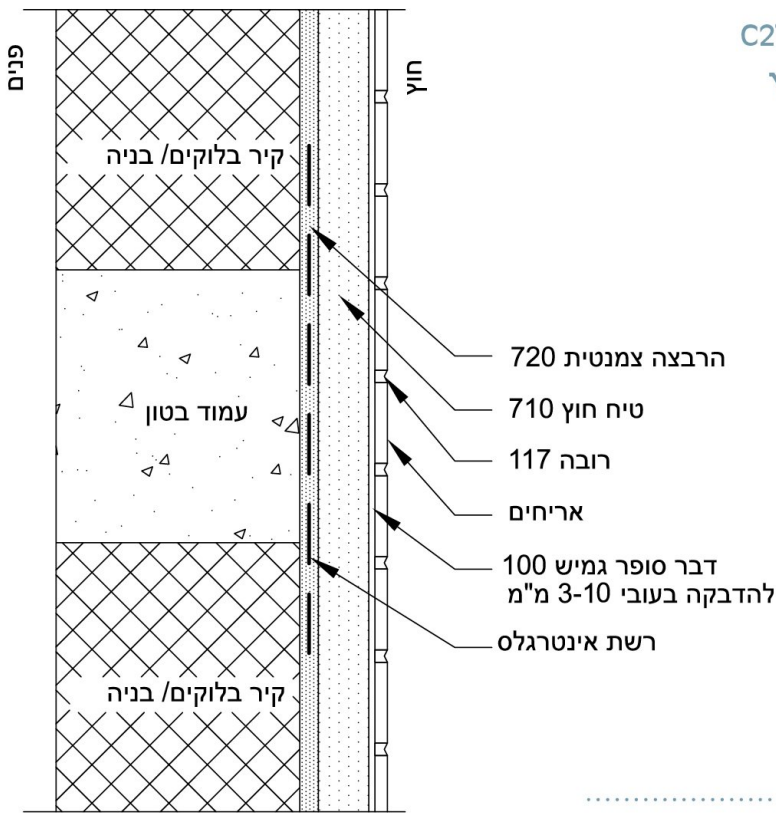 C2
פנים
חוץ
קיר בלוקים/ בניה
עמוד בטון
קיר בלוקים/ בניה
הרבצה צמנטית 720
טיח חוץ 710
רובה 117
אריחים
דבר סופר גמיש 100
להדבקה בעובי 3-10 מ"מ
רשת אינטרגלס